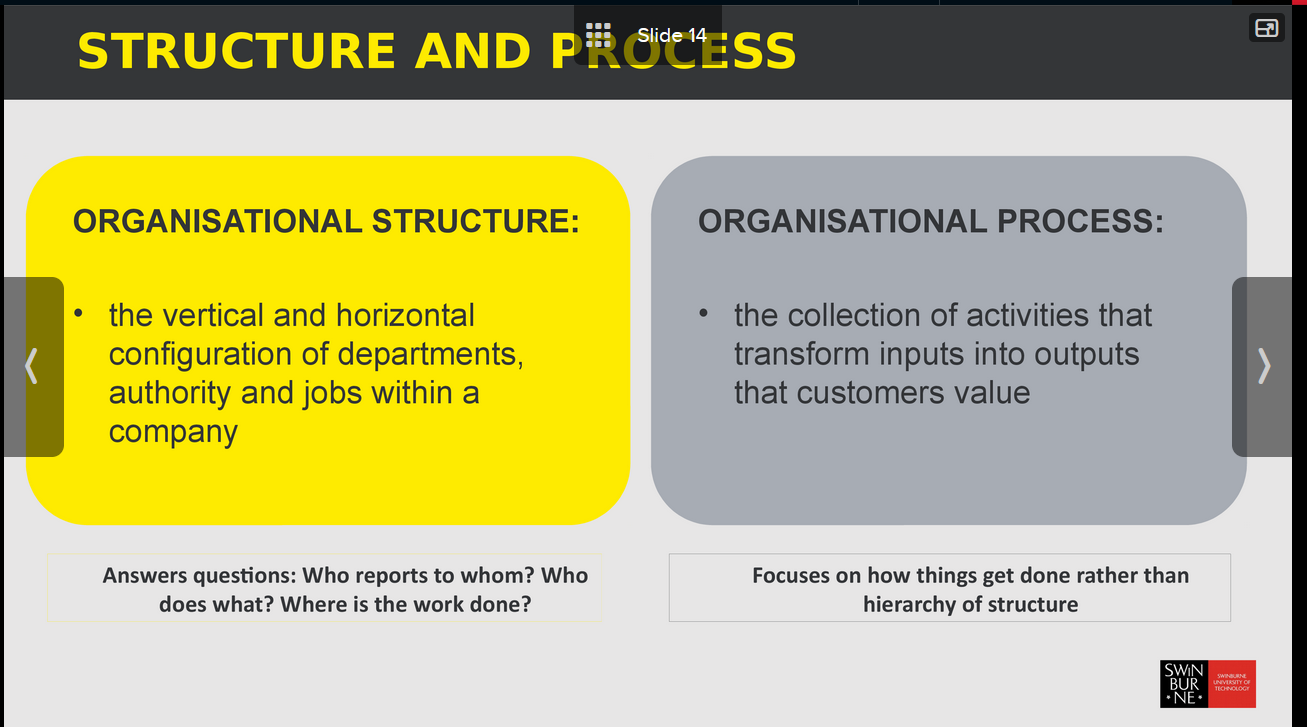 STRUCTURE AND PROCESS
Slide 14
ORGANISATIONAL STRUCTURE:
• the vertical and horizontal
configuration of departments,
authority and jobs within a
company
Answers questions: Who reports to whom? Who
does what? Where is the work done?
ORGANISATIONAL PROCESS:
• the collection of activities that
transform inputs into outputs
that customers value
Focuses on how things get done rather than
hierarchy of structure
SWIN
BUR
* NE *
SWINBURNE
UNIVERSITY OF
TECHNOLOGY